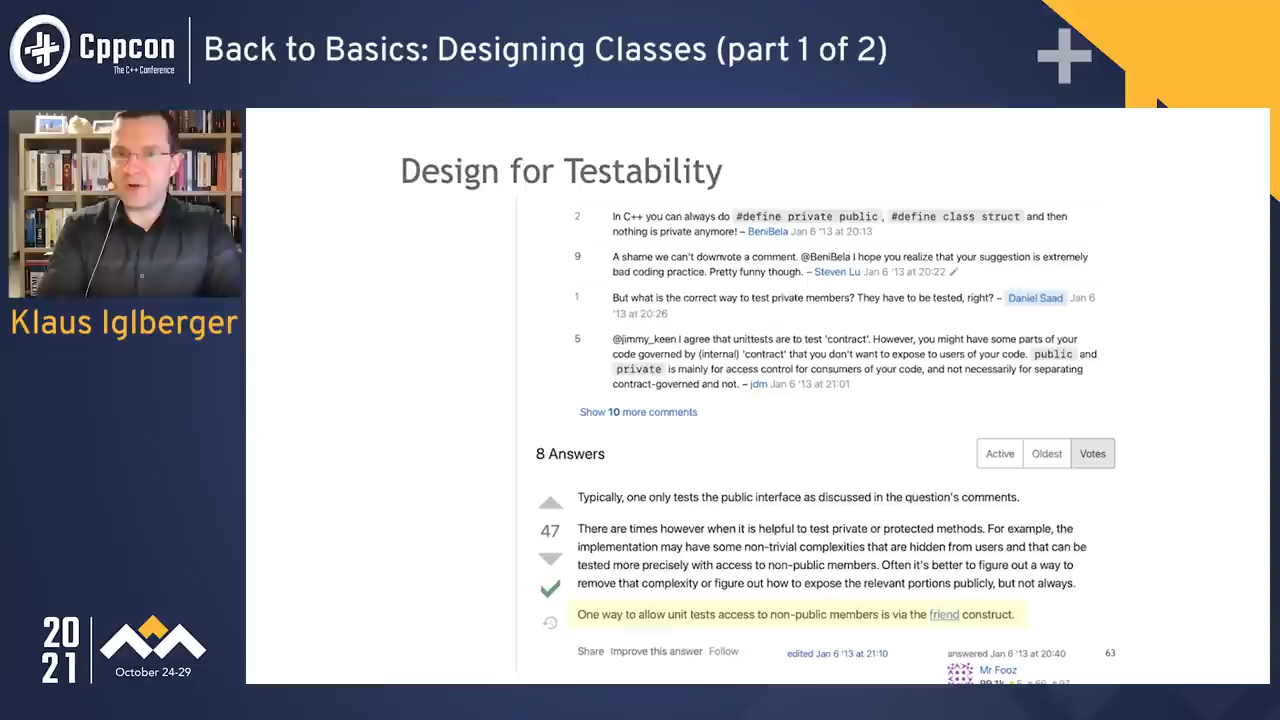 Cppcon
The C++ Conference
Back to Basics: Designing Classes (part 1 of 2)
Klaus Iglberger
20
21
October 24-29
Design for Testability
2 In C++ you can always do #define private public, #define class struct and then
nothing is private anymore! – BeniBela Jan 6 '13 at 20:13
9 A shame we can't downvote a comment. @BeniBela I hope you realize that your suggestion is extremely
bad coding practice. Pretty funny though. – Steven Lu Jan 6 '13 at 20:22
1 But what is the correct way to test private members? They have to be tested, right? – Daniel Saad Jan 6
'13 at 20:26
5 @jimmy_keen I agree that unittests are to test 'contract'. However, you might have some parts of your
code governed by (internal) 'contract' that you don't want to expose to users of your code. public and
private is mainly for access control for consumers of your code, and not necessarily for separating
contract-governed and not. – jdm Jan 6 '13 at 21:01
Show 10 more comments
8 Answers
Active Oldest Votes
Typically, one only tests the public interface as discussed in the question's comments.
47
There are times however when it is helpful to test private or protected methods. For example, the
implementation may have some non-trivial complexities that are hidden from users and that can be
tested more precisely with access to non-public members. Often it's better to figure out a way to
remove that complexity or figure out how to expose the relevant portions publicly, but not always.
One way to allow unit tests access to non-public members is via the friend construct.
Share Improve this answer Follow
edited Jan 6 '13 at 21:10
answered Jan 6 '13 at 20:40
Mr Fooz
63